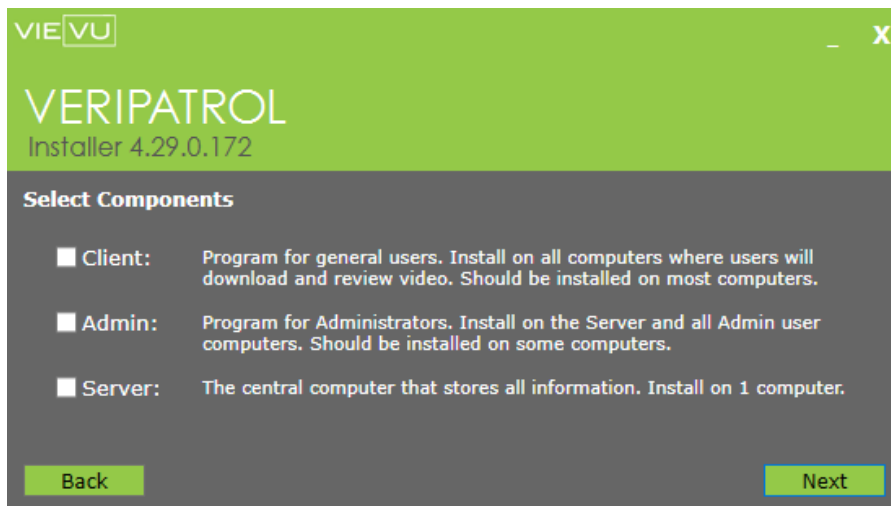 VIEVU
_ X
VERIPATROL
Installer 4.29.0.172
Select Components
Client: Program for general users. Install on all computers where users will
download and review video. Should be installed on most computers.
Admin: Program for Administrators. Install on the Server and all Admin user
computers. Should be installed on some computers.
Server: The central computer that stores all information. Install on 1 computer.
Back Next